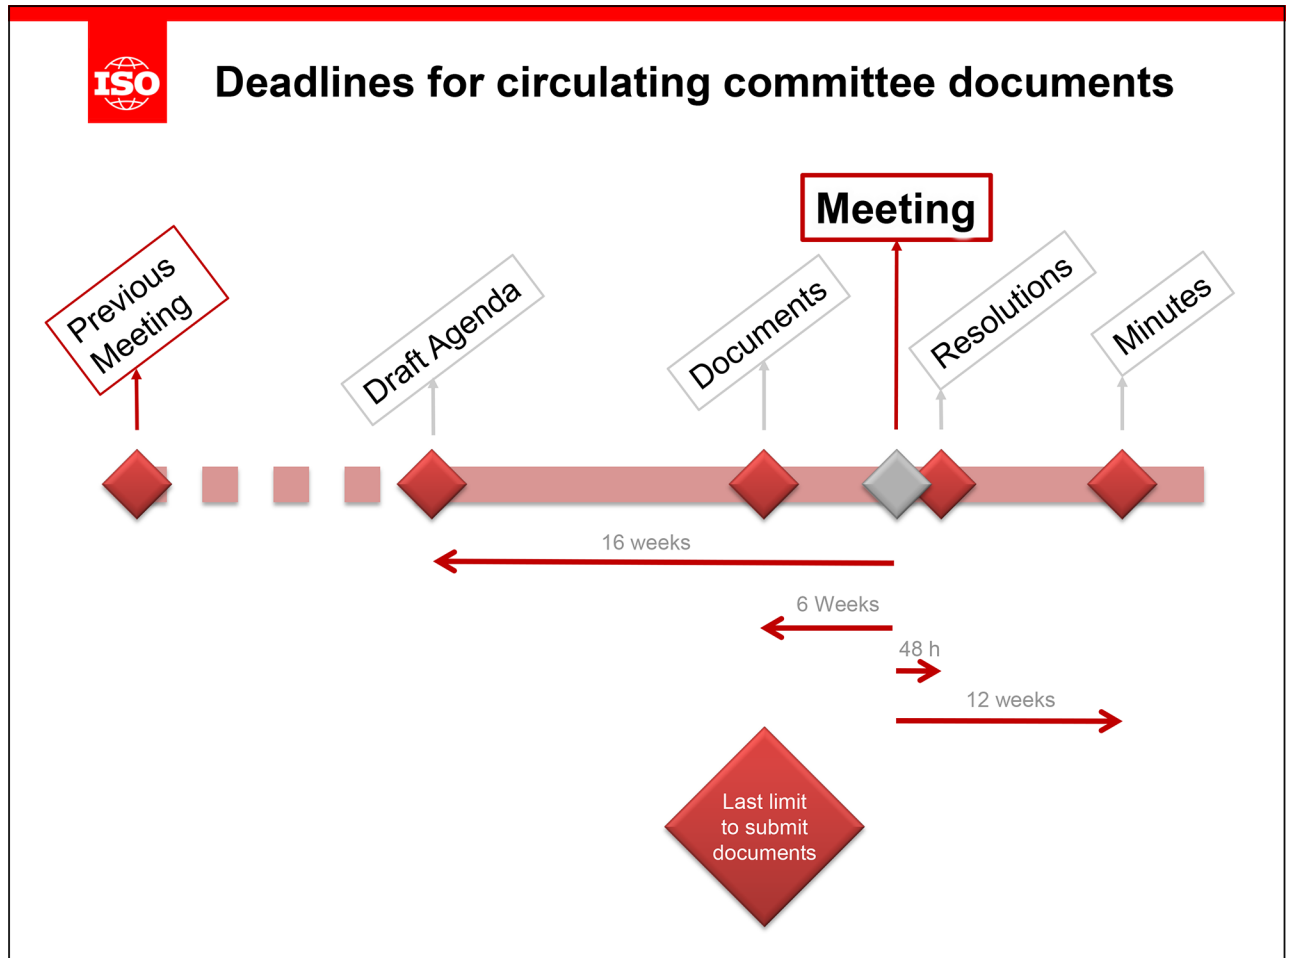 ISO
Deadlines for circulating committee documents
Meeting
Previous
Meeting
Draft Agenda
Documents
Resolutions
Minutes
16 weeks
6 Weeks
48 h
12 weeks
Last limit
to submit
documents